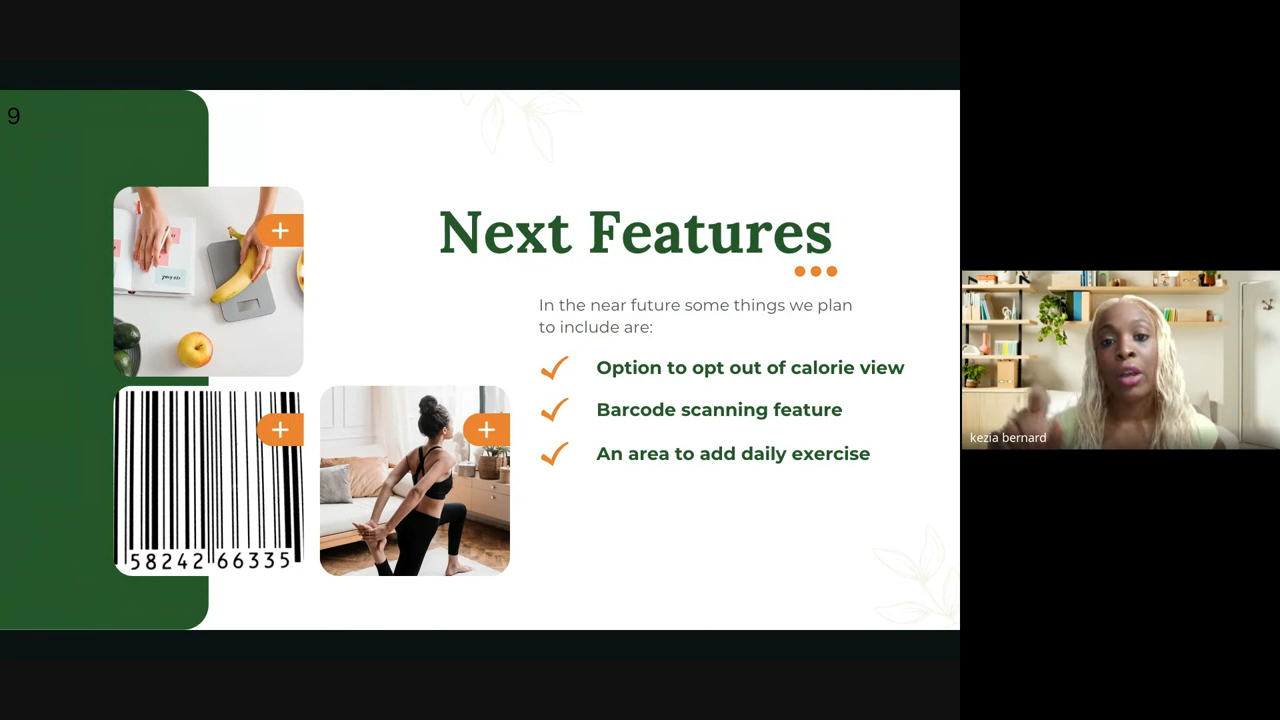 9
Next Features
In the near future some things we plan
to include are:
Option to opt out of calorie view
Barcode scanning feature
An area to add daily exercise
58242 66335
kezia bernard